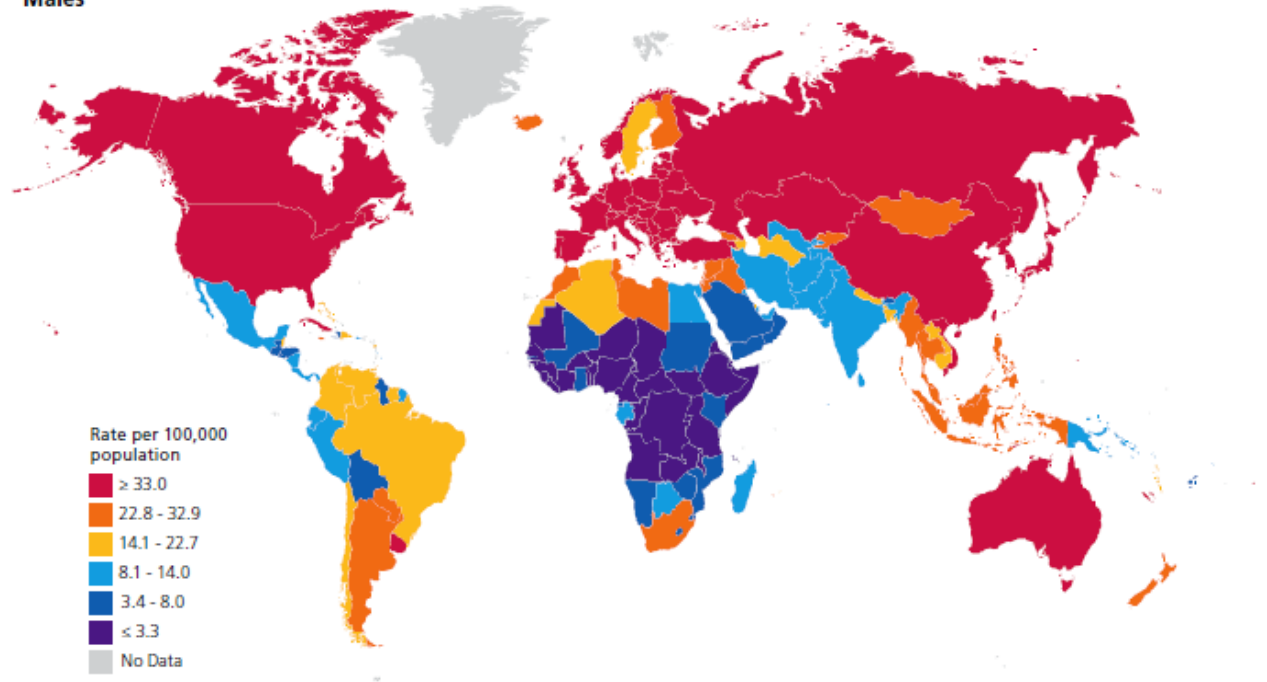 Males
Rate per 100,000
population
≥ 33.0
22.8 - 32.9
14.1 - 22.7
8.1 - 14.0
3.4 - 8.0
≤ 3.3
No Data